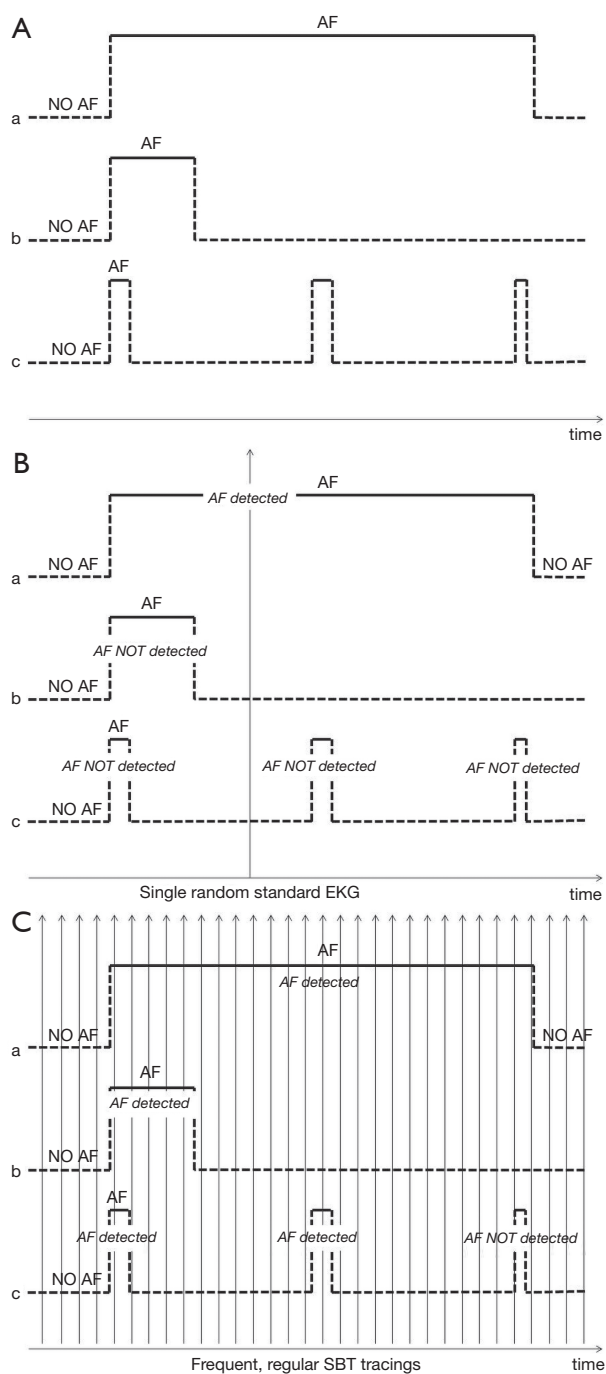 A
AF
NO AF
a
AF
NO AF
b
AF
NO AF
c
time
B
AF
AF detected
NO AF NO AF
a
AF
AF NOT detected
NO AF
b
AF
AF NOT detected AF NOT detected AF NOT detected
NO AF
c
Single random standard EKG time
C
AF
AF detected
NO AF NO AF
a
AF
AF detected
NO AF
b
AF
AF detected AF detected AF NOT detected
NO AF
c
Frequent, regular SBT tracings time